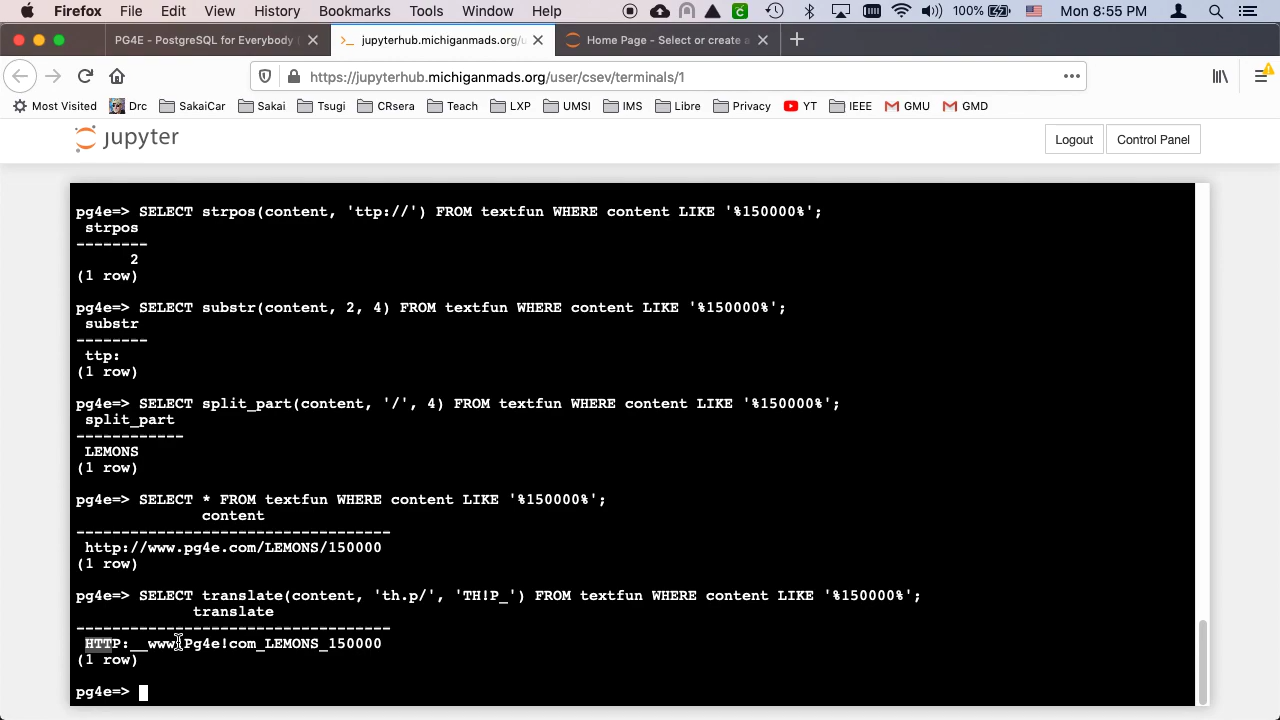 Firefox File Edit View History Bookmarks Tools Window Help 100% Mon 8:55 PM
PG4E - PostgreSQL for Everybody jupyterhub.michiganmads.org/u Home Page - Select or create a
https://jupyterhub.michiganmads.org/user/csev/terminals/1
Most Visited Drc SakaiCar Sakai Tsugi CRsera Teach LXP UMSI IMS Libre Privacy YT IEEE GMU GMD
jupyter Logout Control Panel
pg4e=> SELECT strpos(content, 'ttp://') FROM textfun WHERE content LIKE '%150000%';
strpos
--------
2
(1 row)
pg4e=> SELECT substr(content, 2, 4) FROM textfun WHERE content LIKE '%150000%';
substr
--------
ttp:
(1 row)
pg4e=> SELECT split_part(content, '/', 4) FROM textfun WHERE content LIKE '%150000%';
split_part
------------
LEMONS
(1 row)
pg4e=> SELECT * FROM textfun WHERE content LIKE '%150000%';
content
-----------------------------------
http://www.pg4e.com/LEMONS/150000
(1 row)
pg4e=> SELECT translate(content, 'th.p/', 'TH!P_') FROM textfun WHERE content LIKE '%150000%';
translate
-----------------------------------
HTTP:__www!Pg4e!com_LEMONS_150000
(1 row)
pg4e=>